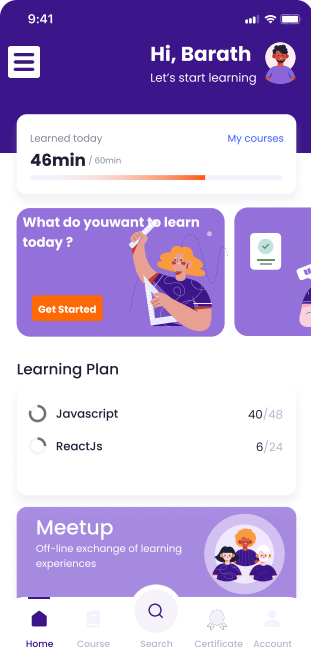 9:41
Hi, Barath
Let's start learning
Learned today
My courses
46min / 60min
What do youwant to learn
today ?
Get Started
Learning Plan
Javascript
40/48
ReactJs
6/24
Meetup
Off-line exchange of learning
experiences
Home
Course
Search
Certificate
Account